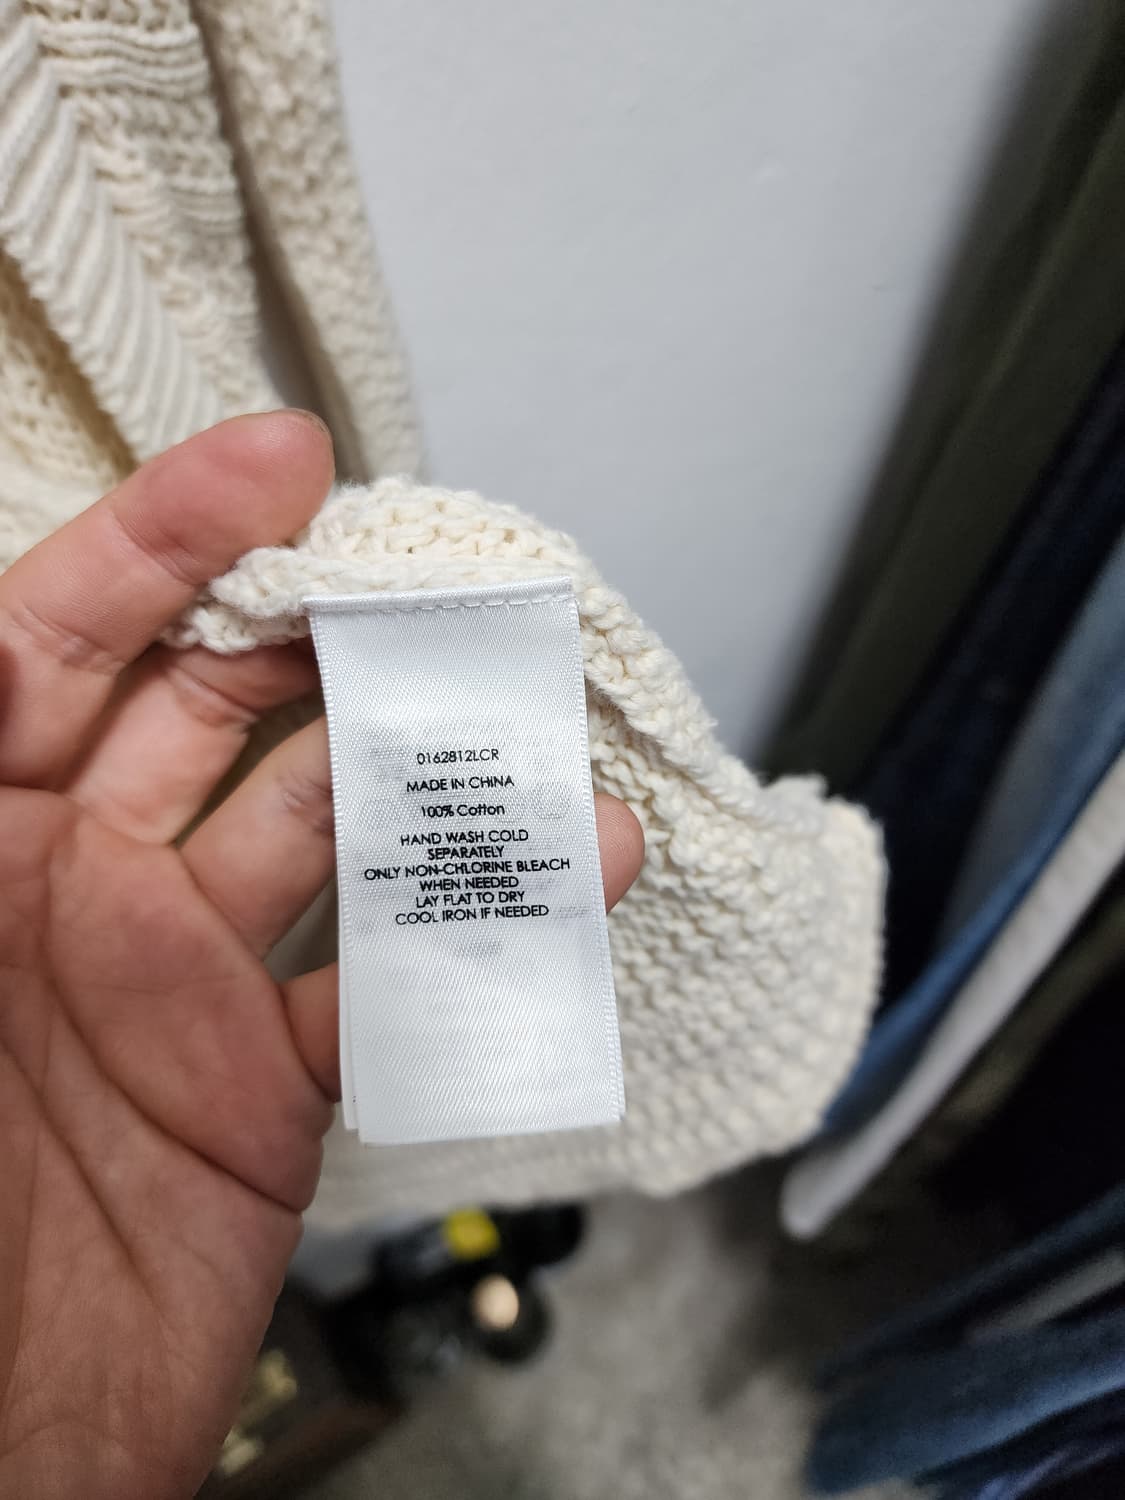 0162812LCR
MADE IN CHINA
100% Cotton
HAND WASH COLD
SEPARATELY
ONLY NON-CHLORINE BLEACH
WHEN NEEDED
LAY FLAT TO DRY
COOL IRON IF NEEDED